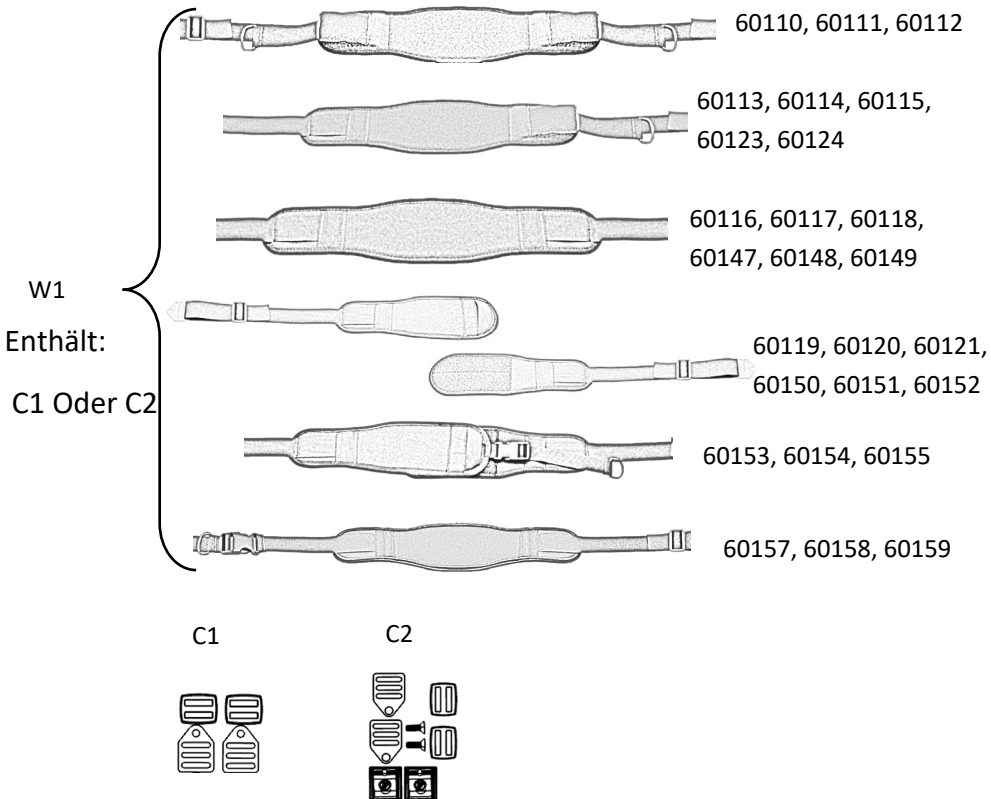 60110, 60111, 60112
60113, 60114, 60115,
60123, 60124
60116, 60117, 60118,
60147, 60148, 60149
W1
Enthält:
C1 Oder C2
60119, 60120, 60121,
60150, 60151, 60152
60153, 60154, 60155
60157, 60158, 60159
C1
C2